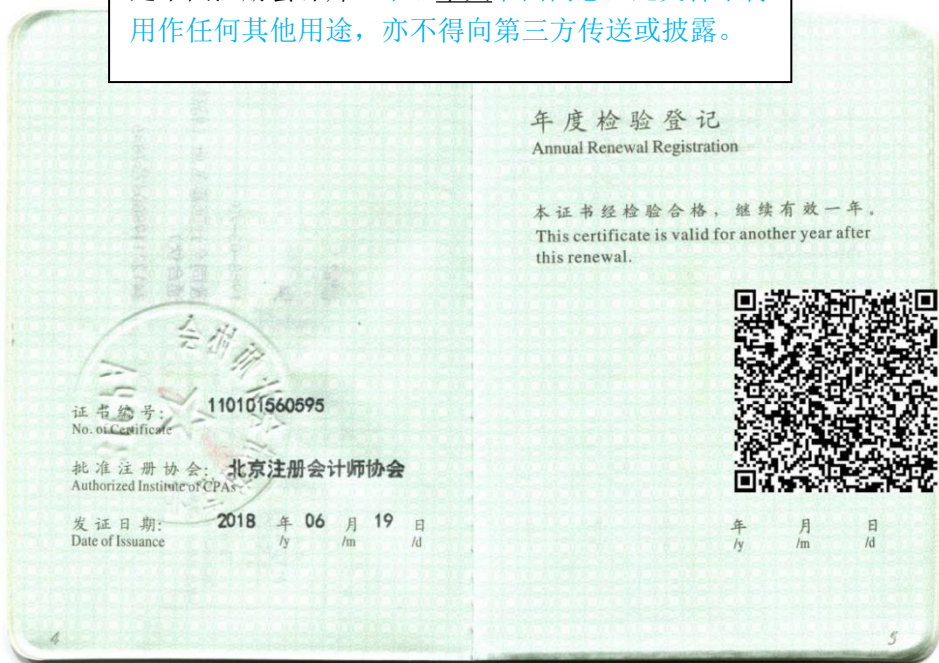 用作任何其他用途，亦不得向第三方传送或披露。
证书编号: 110101560595
No. of Certificate
批准注册协会: 北京注册会计师协会
Authorized Institute of CPAs
发证日期: 2018 年 06 月 19 日
Date of Issuance /y /m /d
4
年度检验登记
Annual Renewal Registration
本证书经检验合格，继续有效一年。
This certificate is valid for another year after
this renewal.
年 月 日
/y /m /d
5